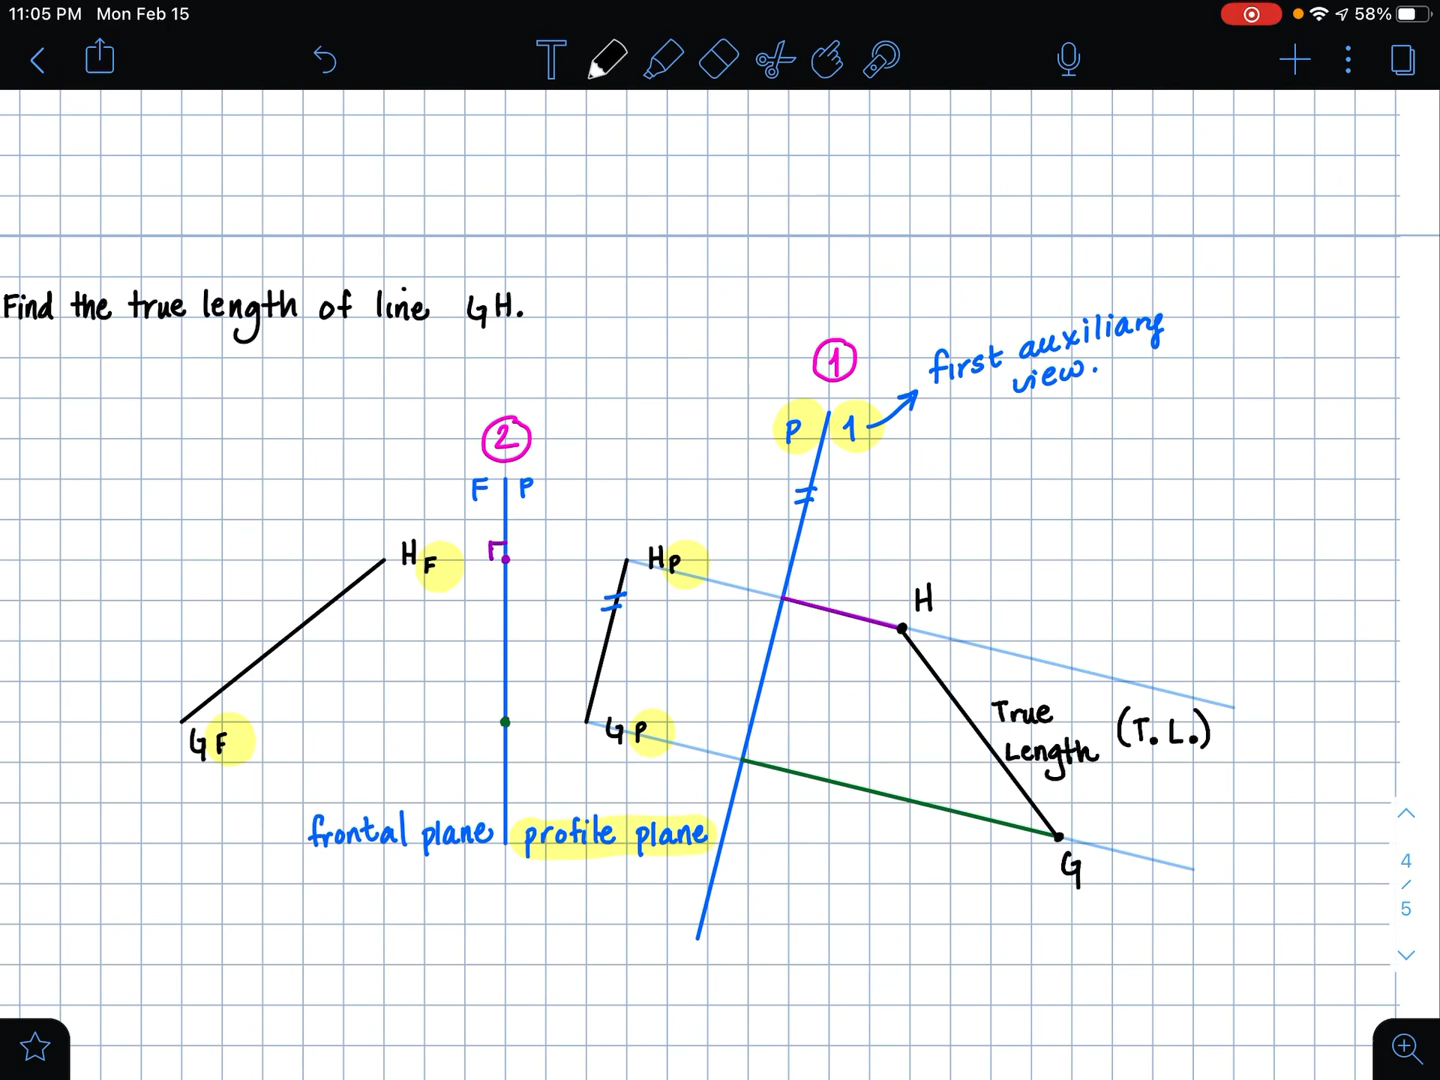 11:05 PM Mon Feb 15
58%
T
Find the true length of line GH.
1
first auxiliary
view.
P 1
2
F P
HF
HP
H
GF
GP
True
Length
(T. L.)
frontal plane profile plane
G
4
/
5